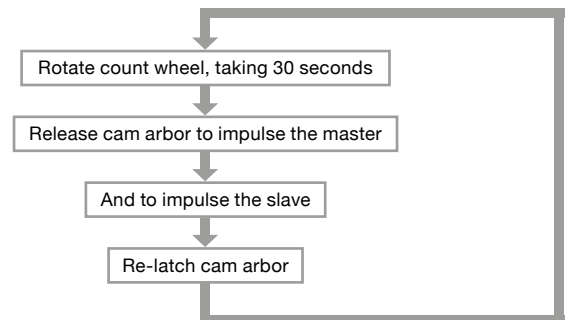 Rotate count wheel, taking 30 seconds
Release cam arbor to impulse the master
And to impulse the slave
Re-latch cam arbor